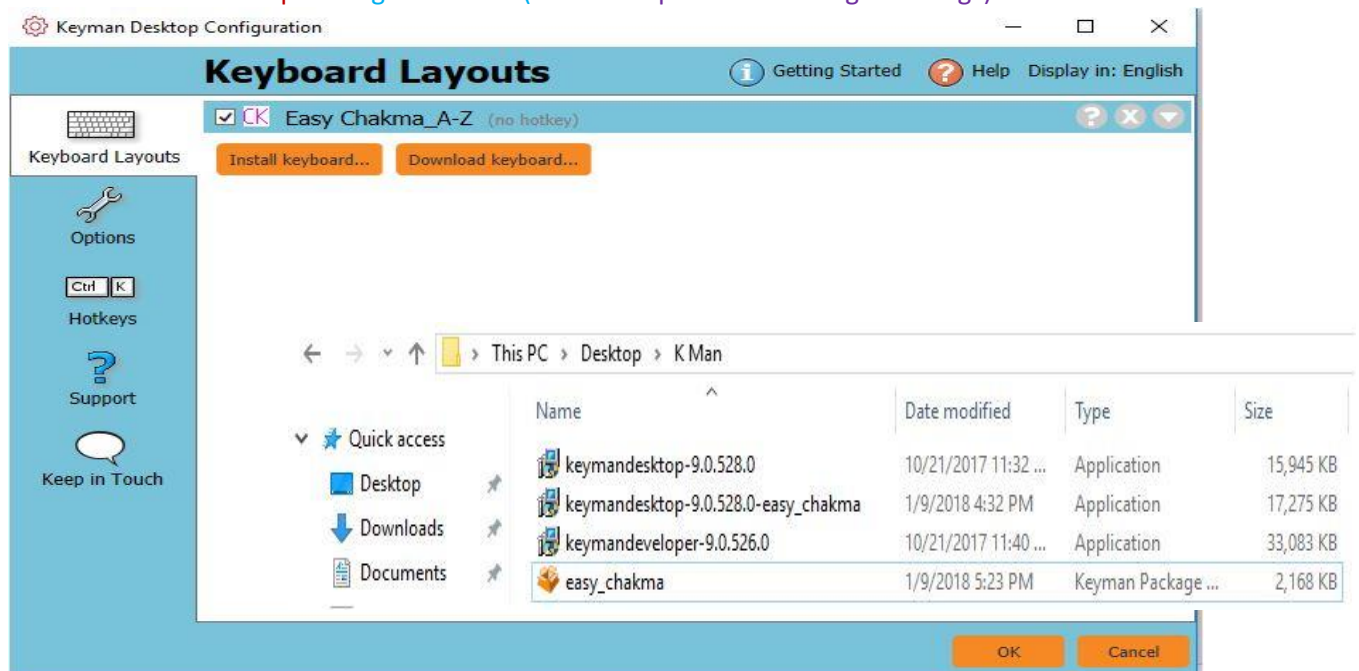 Keyman Desktop Configuration
Keyboard Layouts
Getting Started
Help
Display in: English
Keyboard Layouts
Options
Ctrl K
Hotkeys
Support
Keep in Touch
CK Easy Chakma_A-Z (no hotkey)
Install keyboard...
Download keyboard...
This PC > Desktop > K Man
Quick access
Desktop
Downloads
Documents
Name Date modified Type Size
keymandesktop-9.0.528.0 10/21/2017 11:32 ... Application 15,945 KB
keymandesktop-9.0.528.0-easy_chakma 1/9/2018 4:32 PM Application 17,275 KB
keymandeveloper-9.0.526.0 10/21/2017 11:40 ... Application 33,083 KB
easy_chakma 1/9/2018 5:23 PM Keyman Package ... 2,168 KB
OK
Cancel